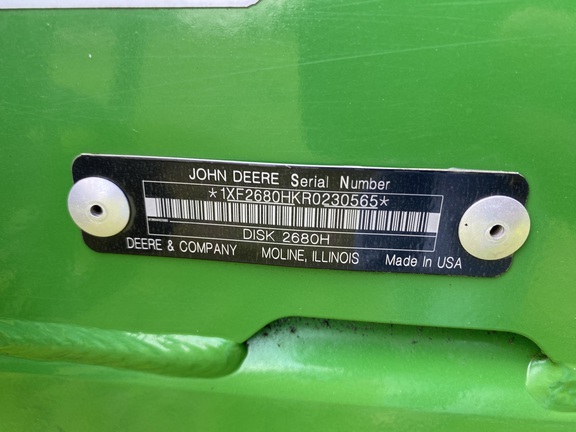 JOHN DEERE Serial Number
*1XF2680HKR0230565*
DISK 2680H
DEERE & COMPANY MOLINE, ILLINOIS Made In USA